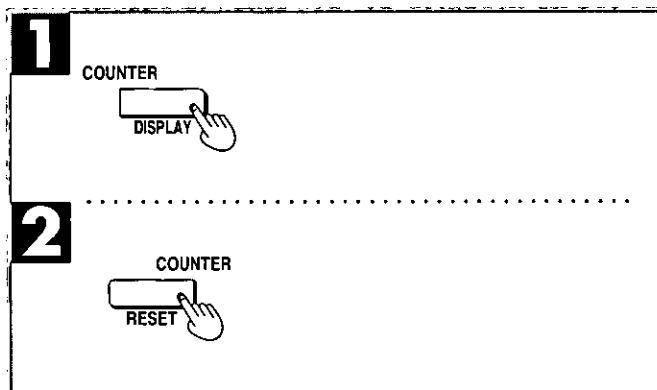 1
COUNTER
DISPLAY
2
COUNTER
RESET